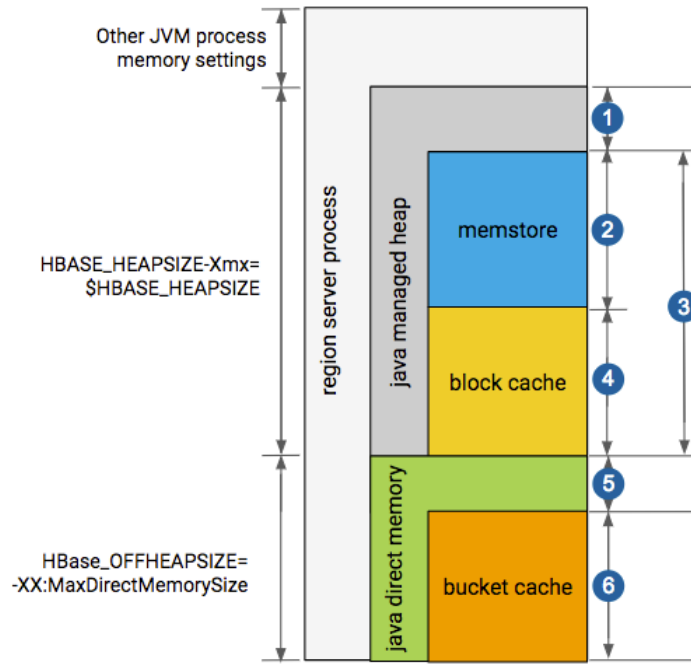 Other JVM process
memory settings
1
memstore
2
HBASE_HEAPSIZE-Xmx=
$HBASE_HEAPSIZE
region server process
java managed heap
3
block cache
4
5
HBase_OFFHEAPSIZE=
-XX:MaxDirectMemorySize
java direct memory
bucket cache
6